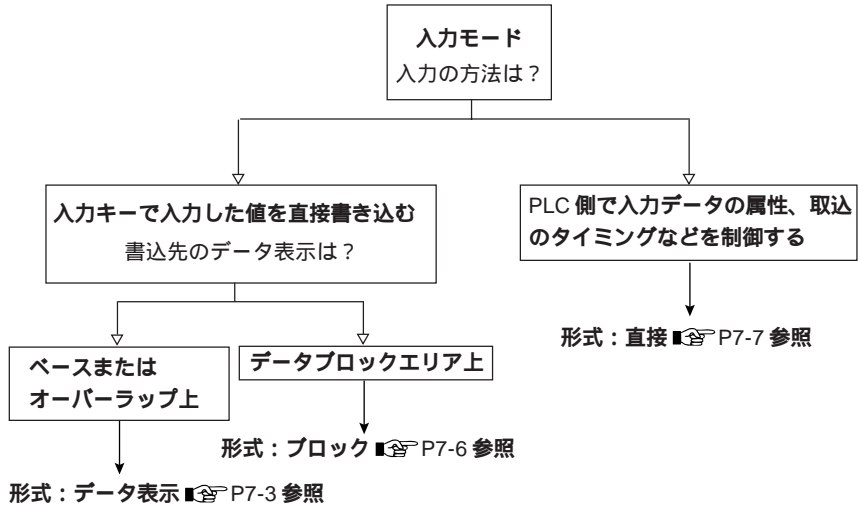 入力モード
入力の方法は？
入力キーで入力した値を直接書き込む
書込先のデータ表示は？
PLC 側で入力データの属性、取込
のタイミングなどを制御する
ベースまたは
オーバーラップ上
データブロックエリア上
形式：直接 P7-7 参照
形式：ブロック P7-6 参照
形式：データ表示 P7-3 参照